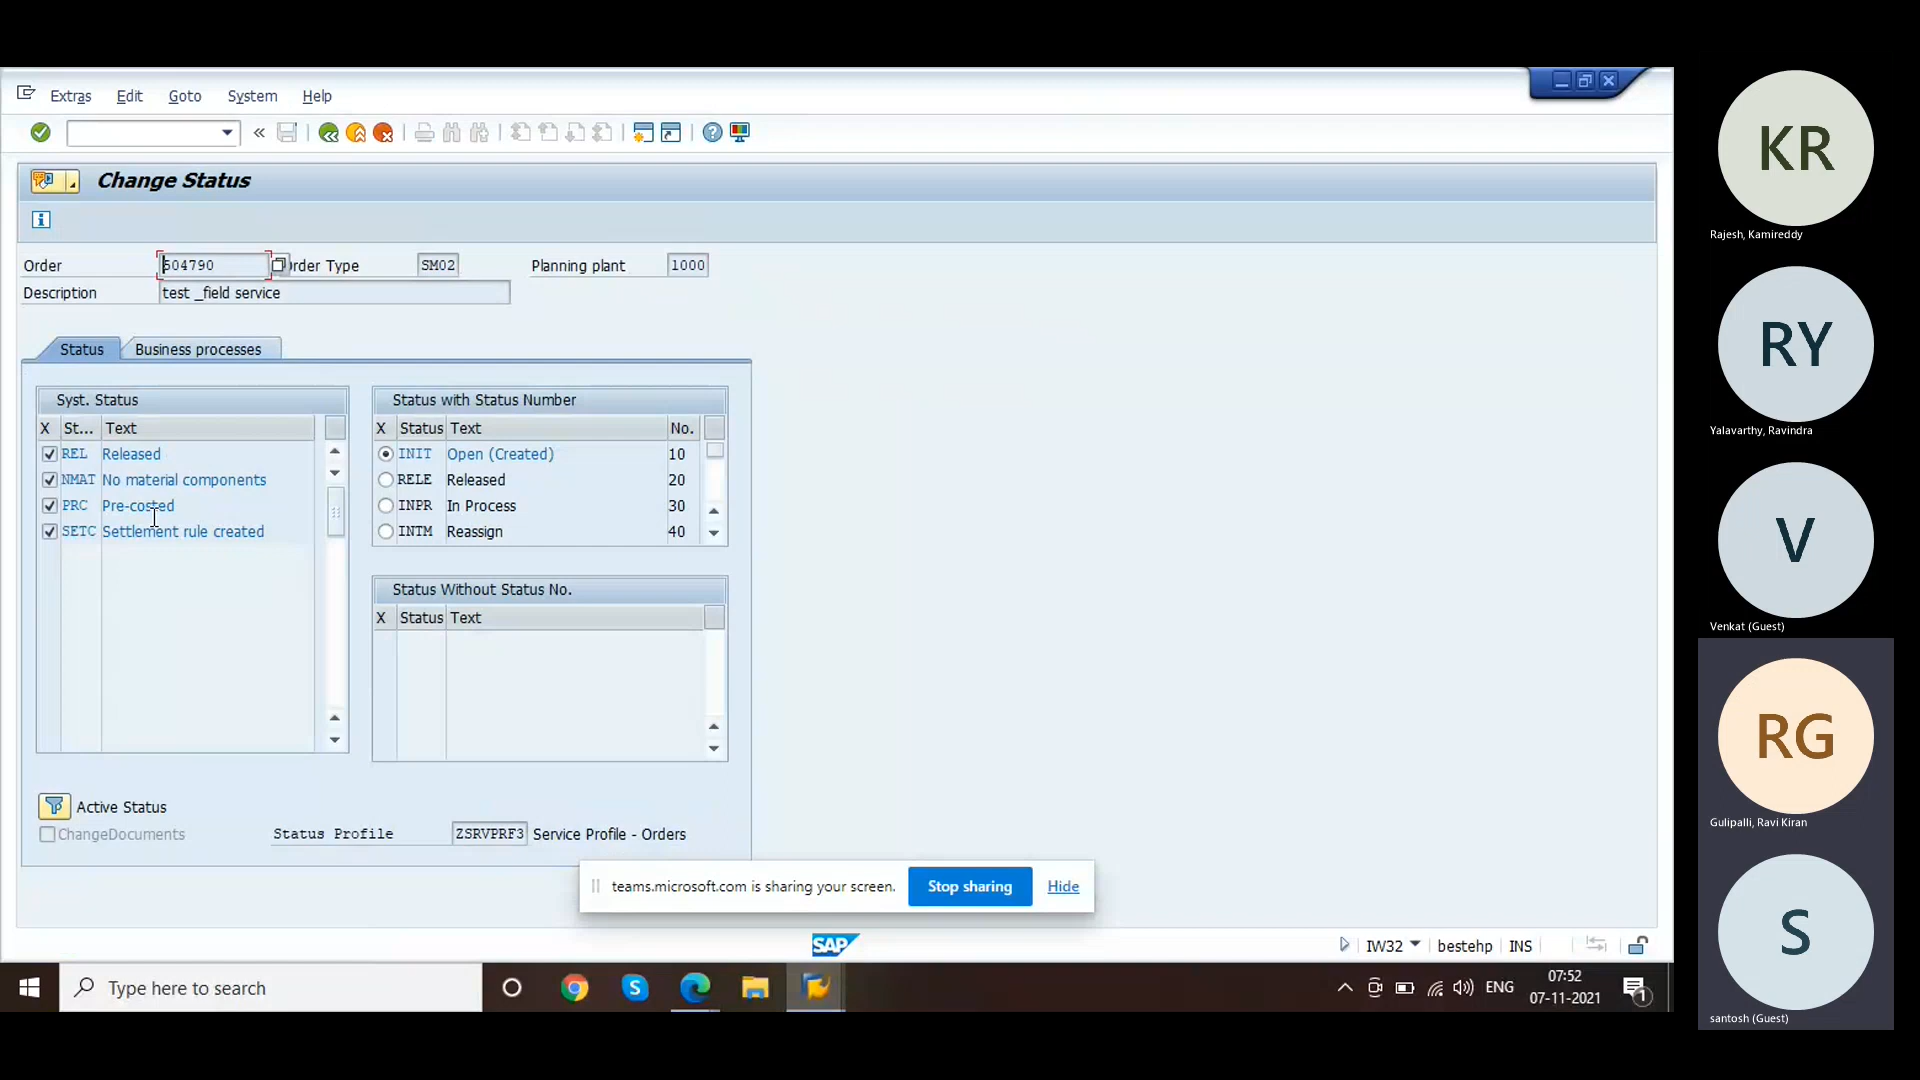 Extras Edit Goto System Help
Change Status
Order 504790 Order Type SM02 Planning plant 1000
Description test _field service
Status Business processes
Syst. Status
X St... Text
REL Released
NMAT No material components
PRC Pre-costed
SETC Settlement rule created
Status with Status Number
X Status Text No.
INIT Open (Created) 10
RELE Released 20
INPR In Process 30
INTM Reassign 40
Status Without Status No.
X Status Text
Active Status
ChangeDocuments Status Profile ZSRVPRF3 Service Profile - Orders
teams.microsoft.com is sharing your screen. Stop sharing Hide
SAP
IW32 bestehp INS
Type here to search
ENG
07:52
07-11-2021
1
KR
Rajesh, Kamireddy
RY
Yalavarthy, Ravindra
V
Venkat (Guest)
RG
Gulipalli, Ravi Kiran
S
santosh (Guest)